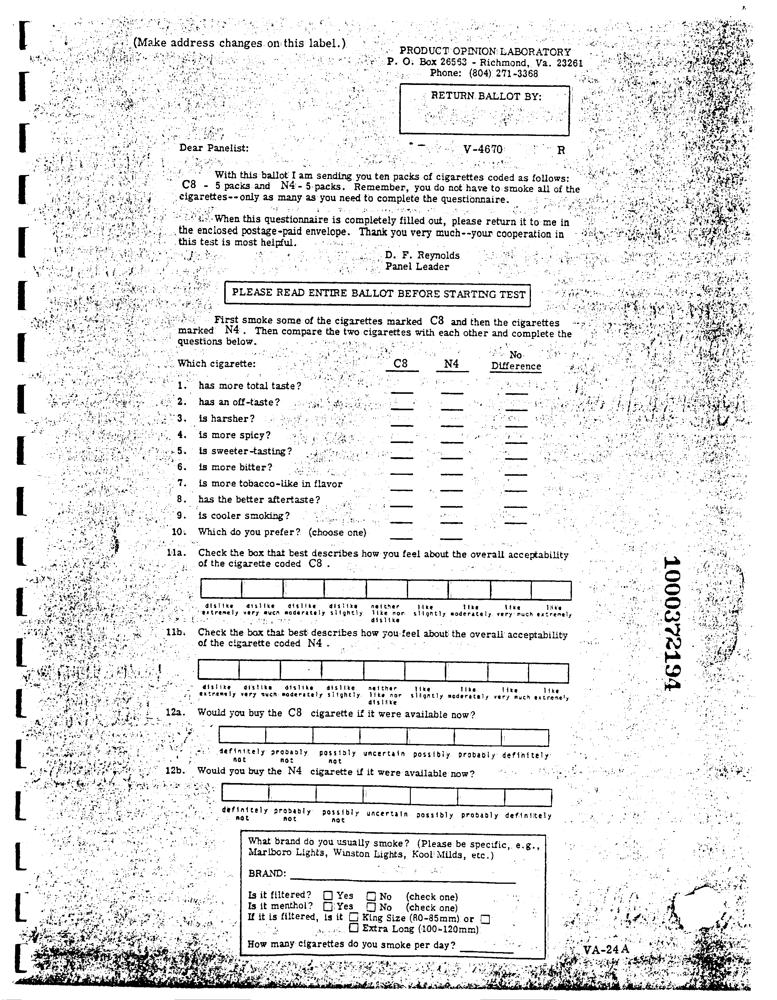 (Make address changes on this label.)
PRODUCT OPINION LABORATORY
P. O. Box 26553 - Richmond, Va. 23261
Phone: (804) 271-3368
RETURN BALLOT BY:
Dear Panelist:
V-4670 R
With this ballot I am sending you ten packs of cigarettes coded as follows:
C8 - 5 packs and N4 - 5 packs. Remember, you do not have to smoke all of the
cigarettes--only as many as you need to complete the questionnaire.
When this questionnaire is completely filled out, please return it to me in
the enclosed postage-paid envelope. Thank you very much--your cooperation in
this test is most helpful.
D. F. Reynolds
Panel Leader
PLEASE READ ENTIRE BALLOT BEFORE STARTING TEST
First smoke some of the cigarettes marked C8 and then the cigarettes
marked N4. Then compare the two cigarettes with each other and complete the
questions below.
Which cigarette: C8 N4 No Difference
1. has more total taste?
2. has an off-taste?
3. is harsher?
4. is more spicy?
5. is sweeter-tasting?
6. is more bitter?
7. is more tobacco-like in flavor
8. has the better aftertaste?
9. is cooler smoking?
10. Which do you prefer? (choose one)
11a. Check the box that best describes how you feel about the overall acceptability
of the cigarette coded C8 .
dislike dislike dislike dislike neither like like like like
extremely very much moderately slightly like nor slightly moderately very much extremely
dislike
11b. Check the box that best describes how you feel about the overall acceptability
of the cigarette coded N4 .
dislike dislike dislike dislike neither like like like like
extremely very much moderately slightly like nor slightly moderately very much extremely
dislike
12a. Would you buy the C8 cigarette if it were available now?
definitely probably possibly uncertain possibly probably definitely
not not not
12b. Would you buy the N4 cigarette if it were available now?
definitely probably possibly uncertain possibly probably definitely
not not not
What brand do you usually smoke? (Please be specific, e.g.,
Marlboro Lights, Winston Lights, Kool Milds, etc.)
BRAND:
Is it filtered? Yes No (check one)
Is it menthol? Yes No (check one)
If it is filtered, is it King Size (80-85mm) or
Extra Long (100-120mm)
How many cigarettes do you smoke per day?
VA-24A
1000372194